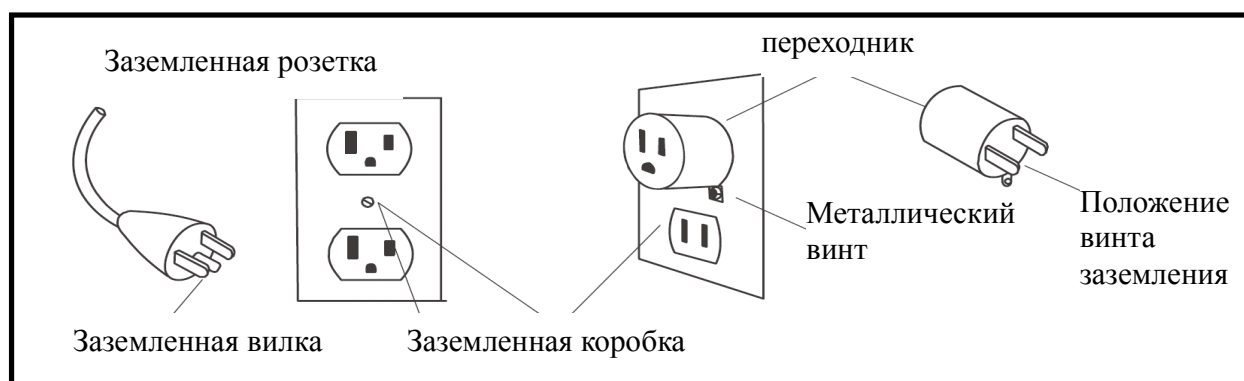 переходник
Заземленная розетка
Металлический
винт
Положение
винта
заземления
Заземленная вилка
Заземленная коробка